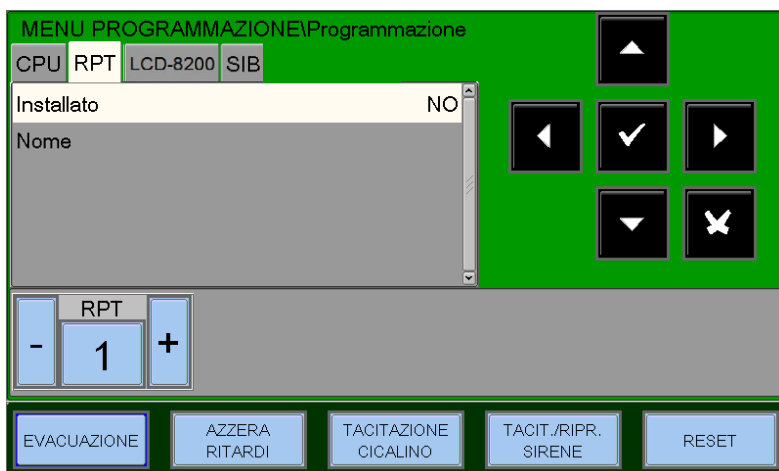 MENU PROGRAMMAZIONE\Programmazione
CPU RPT LCD-8200 SIB
Installato NO
Nome
RPT
- 1 +
EVACUAZIONE
AZZERA
RITARDI
TACITAZIONE
CICALINO
TACIT./RIPR.
SIRENE
RESET